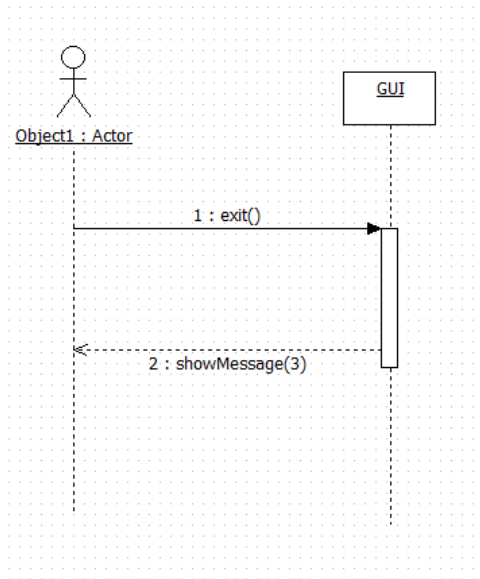 GUI
Object1 : Actor
1 : exit()
2 : showMessage(3)